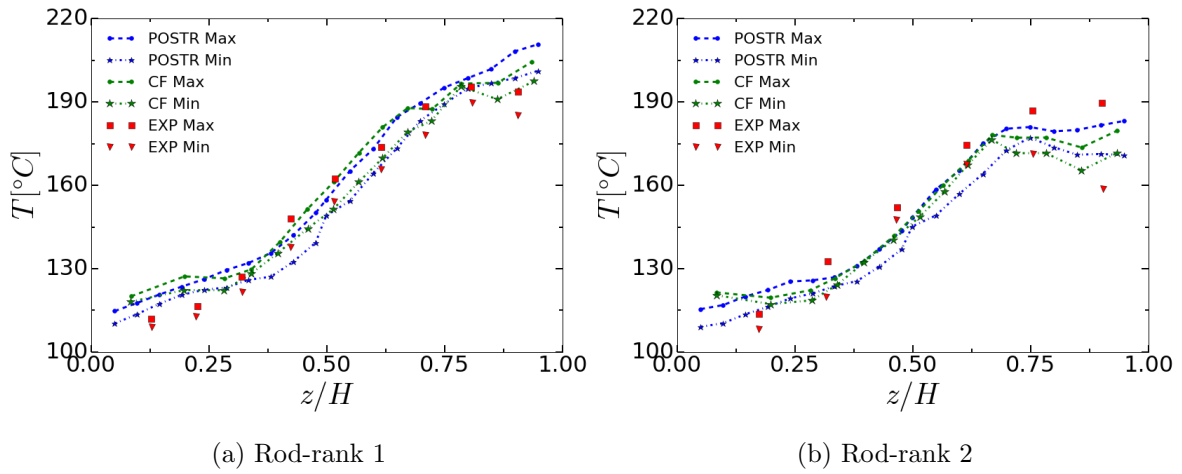 220
190
160
130
100
T[°C]
POSTR Max
POSTR Min
CF Max
CF Min
EXP Max
EXP Min
0.00 0.25 0.50 0.75 1.00
z/H
(a) Rod-rank 1
220
190
160
130
100
T[°C]
POSTR Max
POSTR Min
CF Max
CF Min
EXP Max
EXP Min
0.00 0.25 0.50 0.75 1.00
z/H
(b) Rod-rank 2